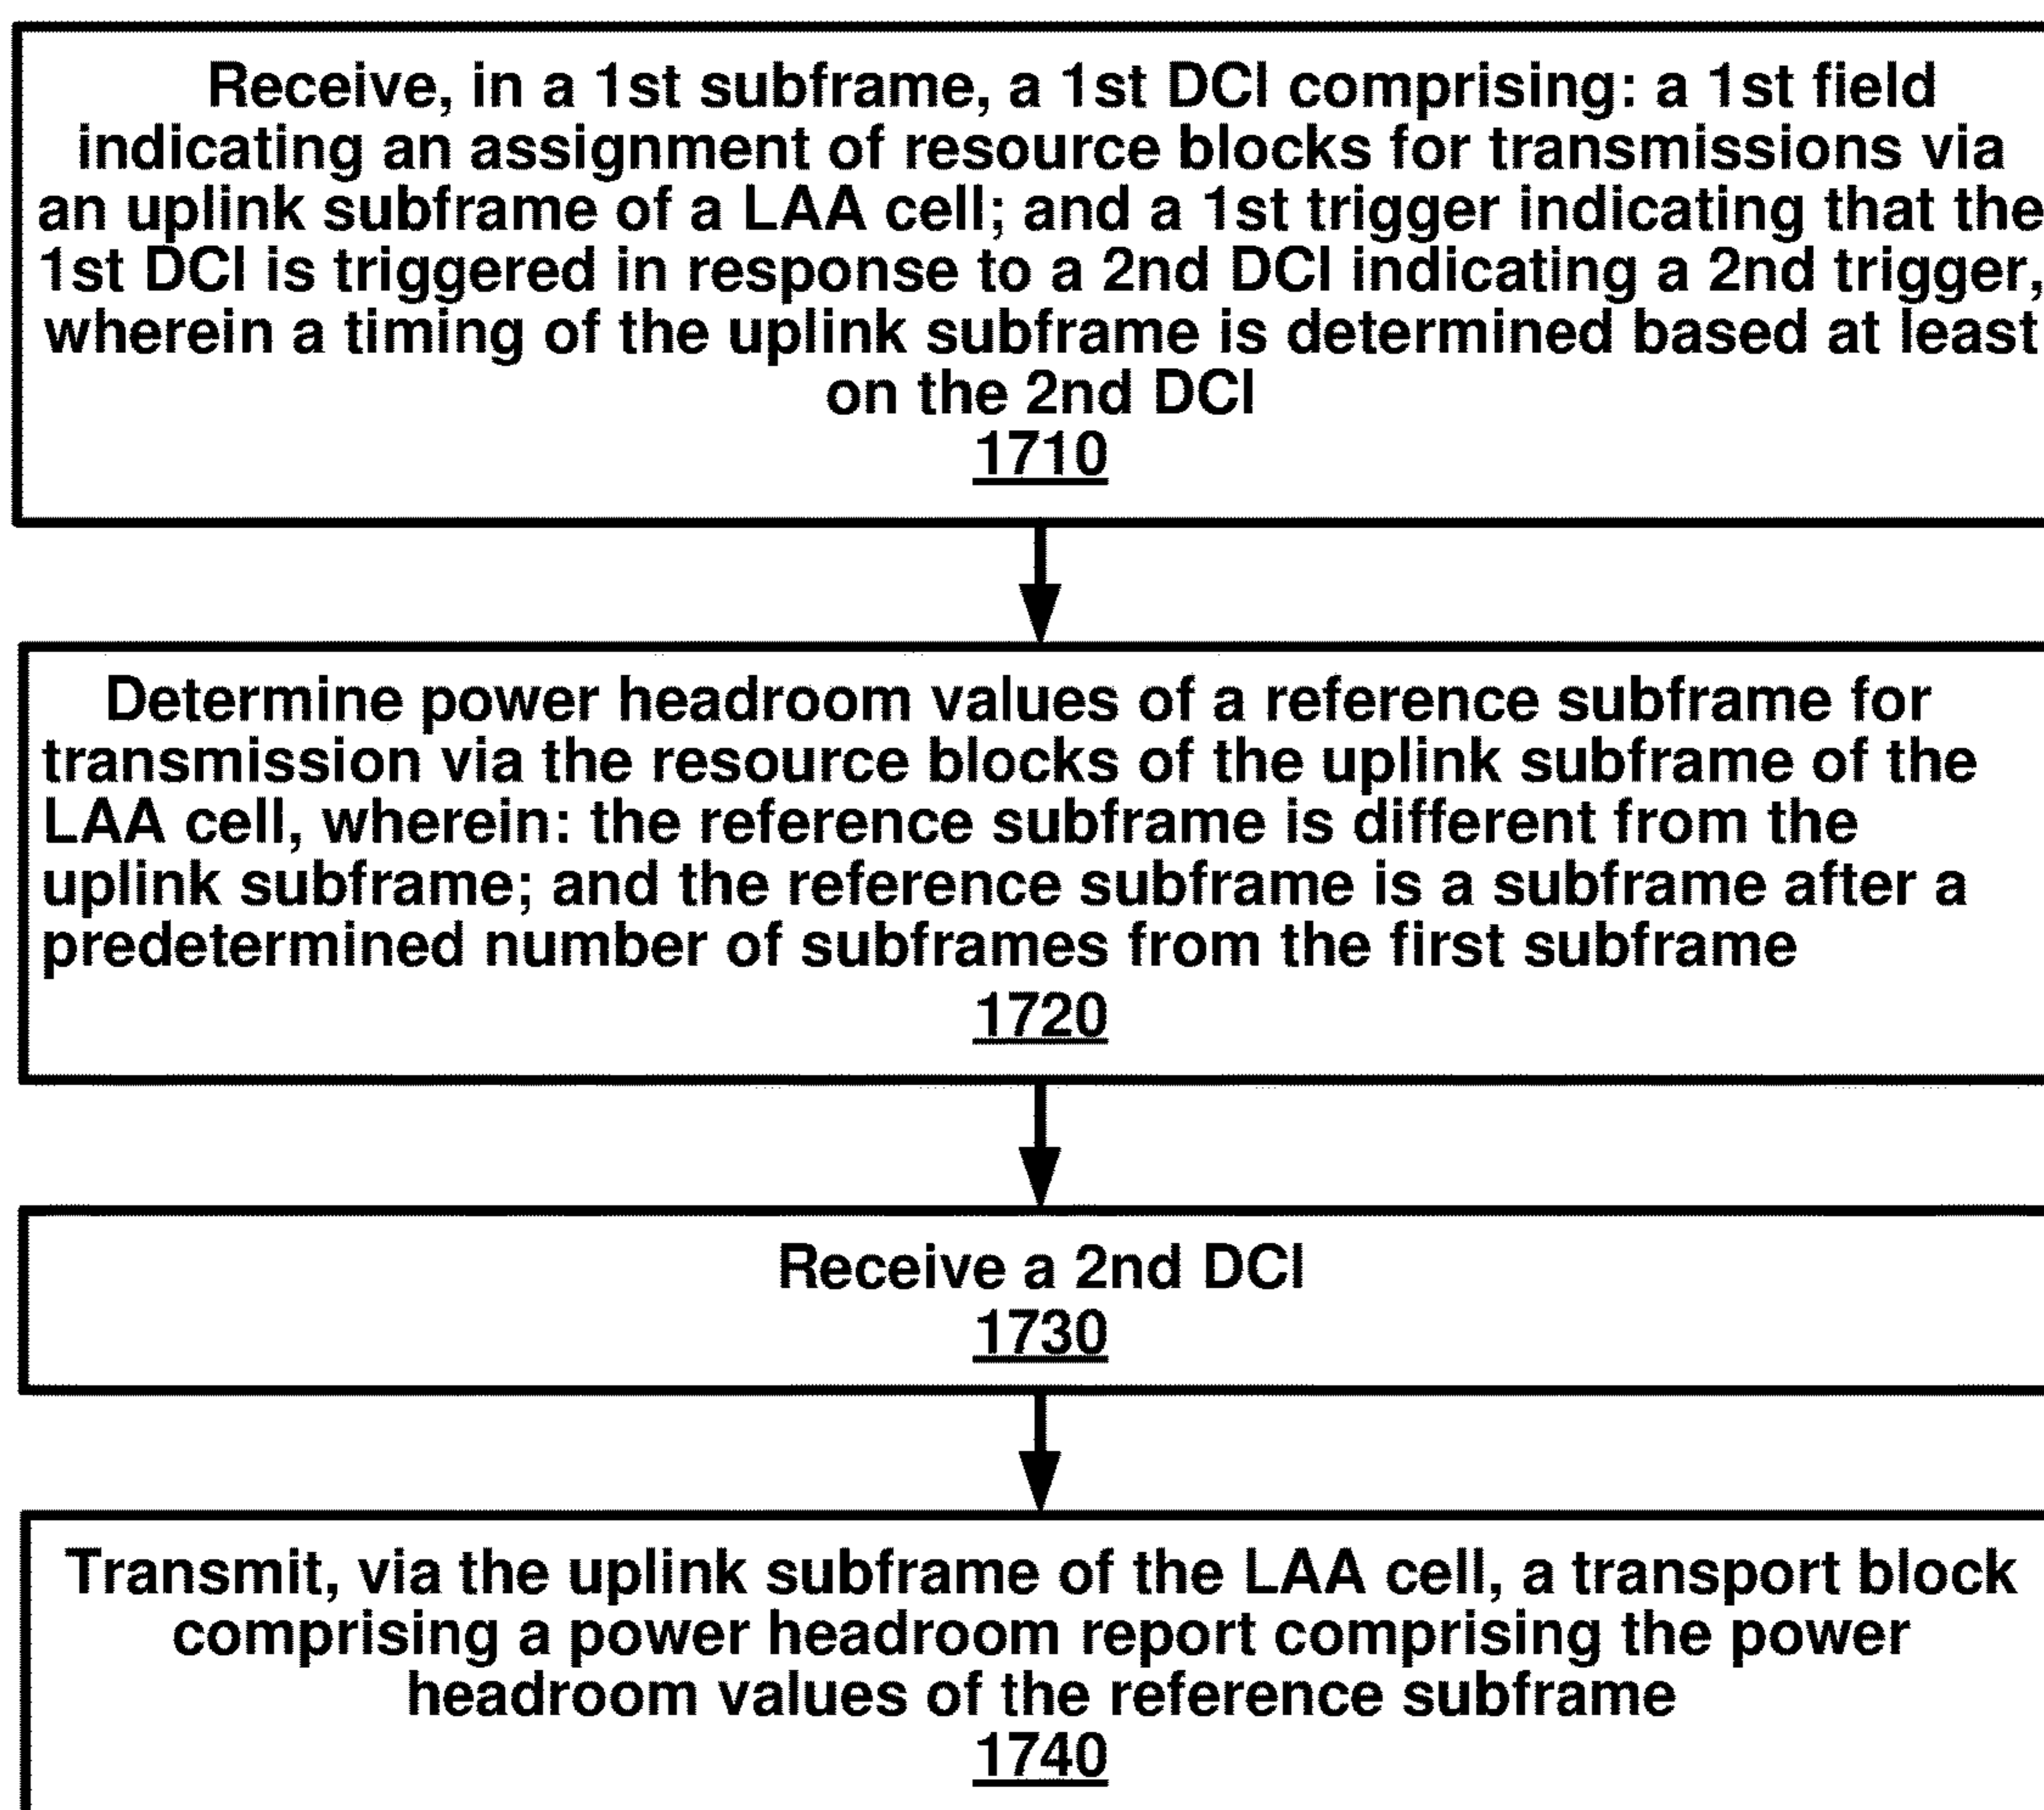 Receive, in a 1st subframe, a 1st DCI comprising: a 1st field
indicating an assignment of resource blocks for transmissions via
an uplink subframe of a LAA cell; and a 1st trigger indicating that the
1st DCI is triggered in response to a 2nd DCI indicating a 2nd trigger,
wherein a timing of the uplink subframe is determined based at least
on the 2nd DCI
1710
Determine power headroom values of a reference subframe for
transmission via the resource blocks of the uplink subframe of the
LAA cell, wherein: the reference subframe is different from the
uplink subframe; and the reference subframe is a subframe after a
predetermined number of subframes from the first subframe
1720
Receive a 2nd DCI
1730
Transmit, via the uplink subframe of the LAA cell, a transport block
comprising a power headroom report comprising the power
headroom values of the reference subframe
1740